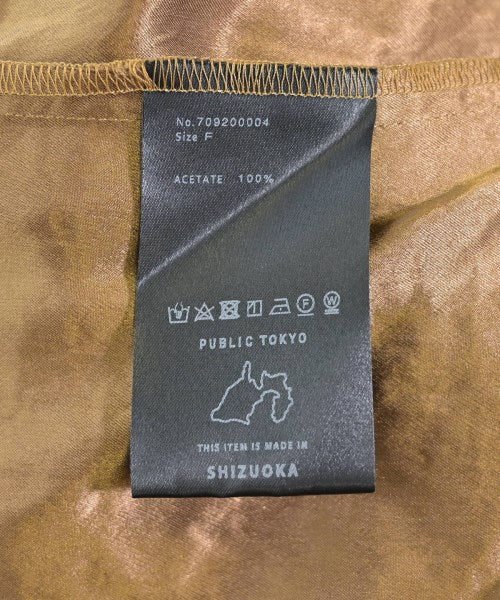 No.709200004
Size F
ACETATE 100%
PUBLIC TOKYO
THIS ITEM IS MADE IN
SHIZUOKA